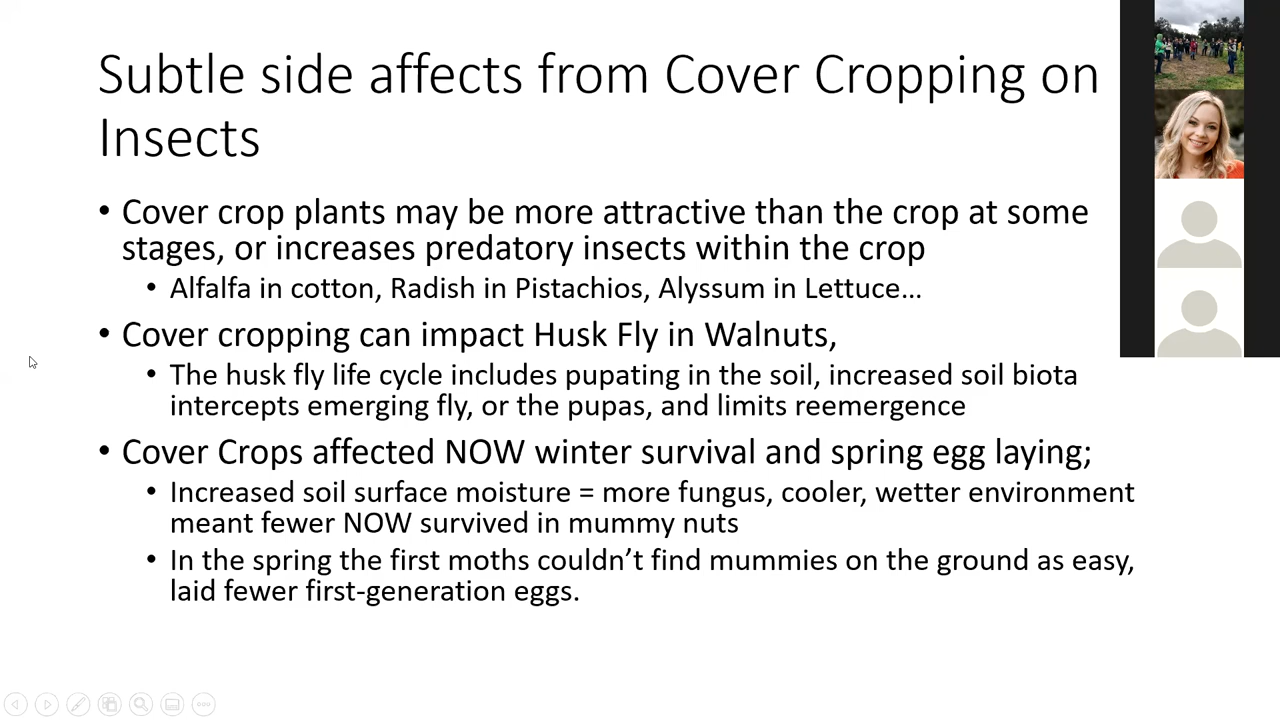 Subtle side affects from Cover Cropping on
Insects
• Cover crop plants may be more attractive than the crop at some
stages, or increases predatory insects within the crop
• Alfalfa in cotton, Radish in Pistachios, Alyssum in Lettuce…
• Cover cropping can impact Husk Fly in Walnuts,
• The husk fly life cycle includes pupating in the soil, increased soil biota
intercepts emerging fly, or the pupas, and limits reemergence
• Cover Crops affected NOW winter survival and spring egg laying;
• Increased soil surface moisture = more fungus, cooler, wetter environment
meant fewer NOW survived in mummy nuts
• In the spring the first moths couldn’t find mummies on the ground as easy,
laid fewer first-generation eggs.